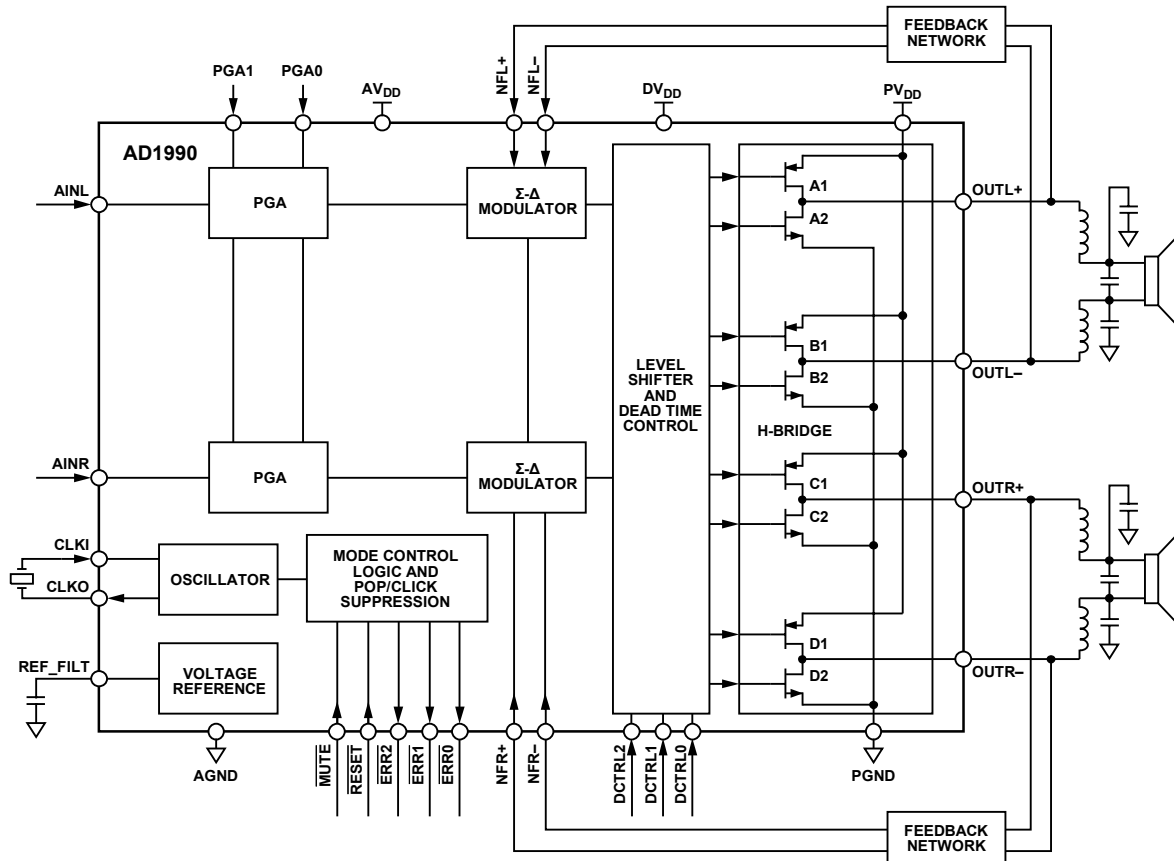 FEEDBACK
NETWORK
PGA1
PGA0
AVDD
NFL+
NFL–
DVDD
PVDD
AD1990
AINL
PGA
Σ-Δ
MODULATOR
A1
A2
OUTL+
B1
B2
OUTL–
LEVEL
SHIFTER
AND
DEAD TIME
CONTROL
H-BRIDGE
AINR
PGA
Σ-Δ
MODULATOR
C1
C2
OUTR+
CLKI
CLKO
OSCILLATOR
MODE CONTROL
LOGIC AND
POP/CLICK
SUPPRESSION
D1
D2
OUTR–
REF_FILT
VOLTAGE
REFERENCE
AGND
MUTE
RESET
ERR2
ERR1
ERR0
NFR+
NFR–
DCTRL2
DCTRL1
DCTRL0
PGND
FEEDBACK
NETWORK